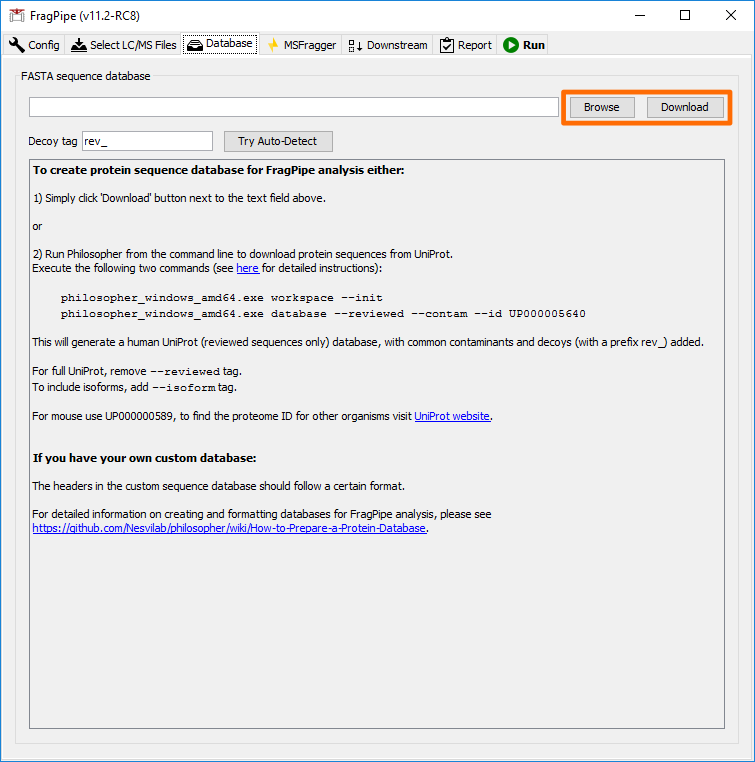 FragPipe (v11.2-RC8)
Config Select LC/MS Files Database MSFragger Downstream Report Run
FASTA sequence database
Browse Download
Decoy tag rev_ Try Auto-Detect
To create protein sequence database for FragPipe analysis either:
1) Simply click 'Download' button next to the text field above.
or
2) Run Philosopher from the command line to download protein sequences from UniProt.
Execute the following two commands (see here for detailed instructions):
philosopher_windows_amd64.exe workspace --init
philosopher_windows_amd64.exe database --reviewed --contam --id UP000005640
This will generate a human UniProt (reviewed sequences only) database, with common contaminants and decoys (with a prefix rev_) added.
For full UniProt, remove --reviewed tag.
To include isoforms, add --isoform tag.
For mouse use UP000000589, to find the proteome ID for other organisms visit UniProt website.
If you have your own custom database:
The headers in the custom sequence database should follow a certain format.
For detailed information on creating and formatting databases for FragPipe analysis, please see
https://github.com/Nesvilab/philosopher/wiki/How-to-Prepare-a-Protein-Database.